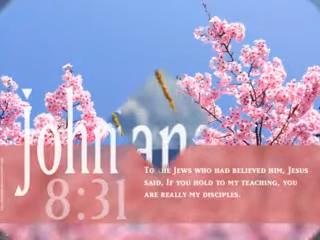 john
8:31
To the Jews who had believed him, Jesus
said, If you hold to my teaching, you
are really my disciples.